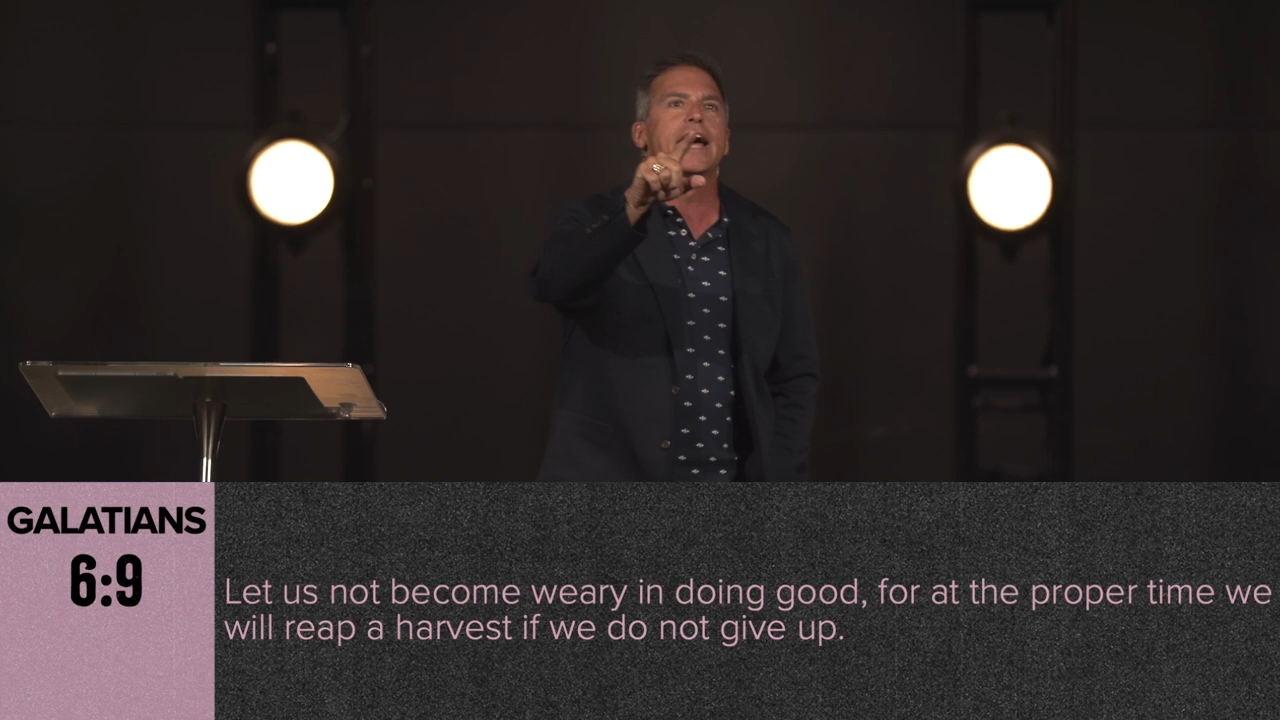 GALATIANS
6:9
Let us not become weary in doing good, for at the proper time we
will reap a harvest if we do not give up.